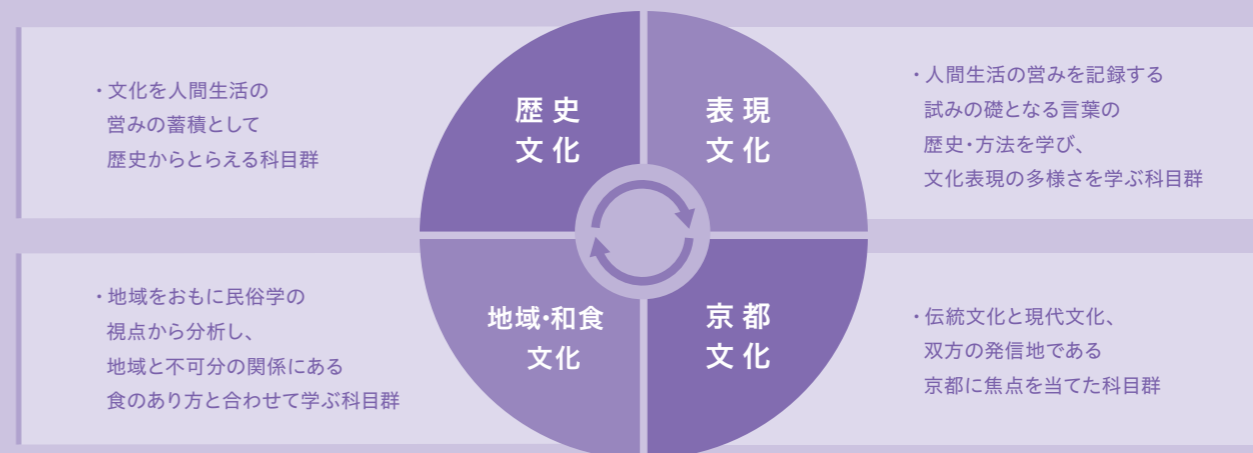 ・文化を人間生活の
営みの蓄積として
歴史からとらえる科目群
歴史
文化
表現
文化
・人間生活の営みを記録する
試みの礎となる言葉の
歴史・方法を学び、
文化表現の多様さを学ぶ科目群
・地域をおもに民俗学の
視点から分析し、
地域と不可分の関係にある
食のあり方と合わせて学ぶ科目群
地域・和食
文化
京都
文化
・伝統文化と現代文化、
双方の発信地である
京都に焦点を当てた科目群